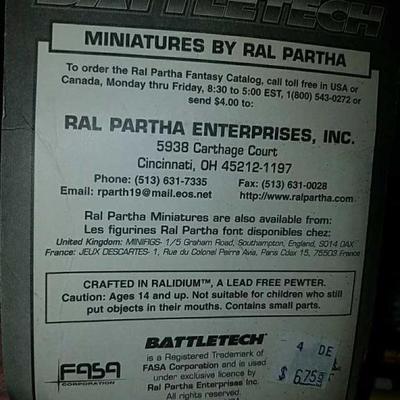 BATTLETECH
MINIATURES BY RAL PARTHA
To order the Ral Partha Fantasy Catalog, call toll free in USA or
Canada, Monday thru Friday, 8:30 to 5:00 EST, 1(800) 543-0272 or
send $4.00 to:
RAL PARTHA ENTERPRISES, INC.
5938 Carthage Court
Cincinnati, OH 45212-1197
Phone: (513) 631-7335 Fax: (513) 631-0028
Email: rparth19@mail.eos.net http://www.ralpartha.com
Ral Partha Miniatures are also available from:
Les figurines Ral Partha font disponibles chez:
United Kingdom: MINIFIGS- 1/5 Graham Road, Southampton, England, SO14 OAX
France: JEUX DESCARTES- 1, Rue du Colonel Peirre Avia, Paris Cdex 15, 75503 France
CRAFTED IN RALIDIUM™, A LEAD FREE PEWTER.
Caution: Ages 14 and up. Not suitable for children who still
put objects in their mouths. Contains small parts.
BATTLETECH
is a Registered Trademark of
FASA Corporation and is used
under exclusive licence by
Ral Partha Enterprises Inc.
All rights reserved.
FASA
CORPORATION
4 DE
$ 6.75